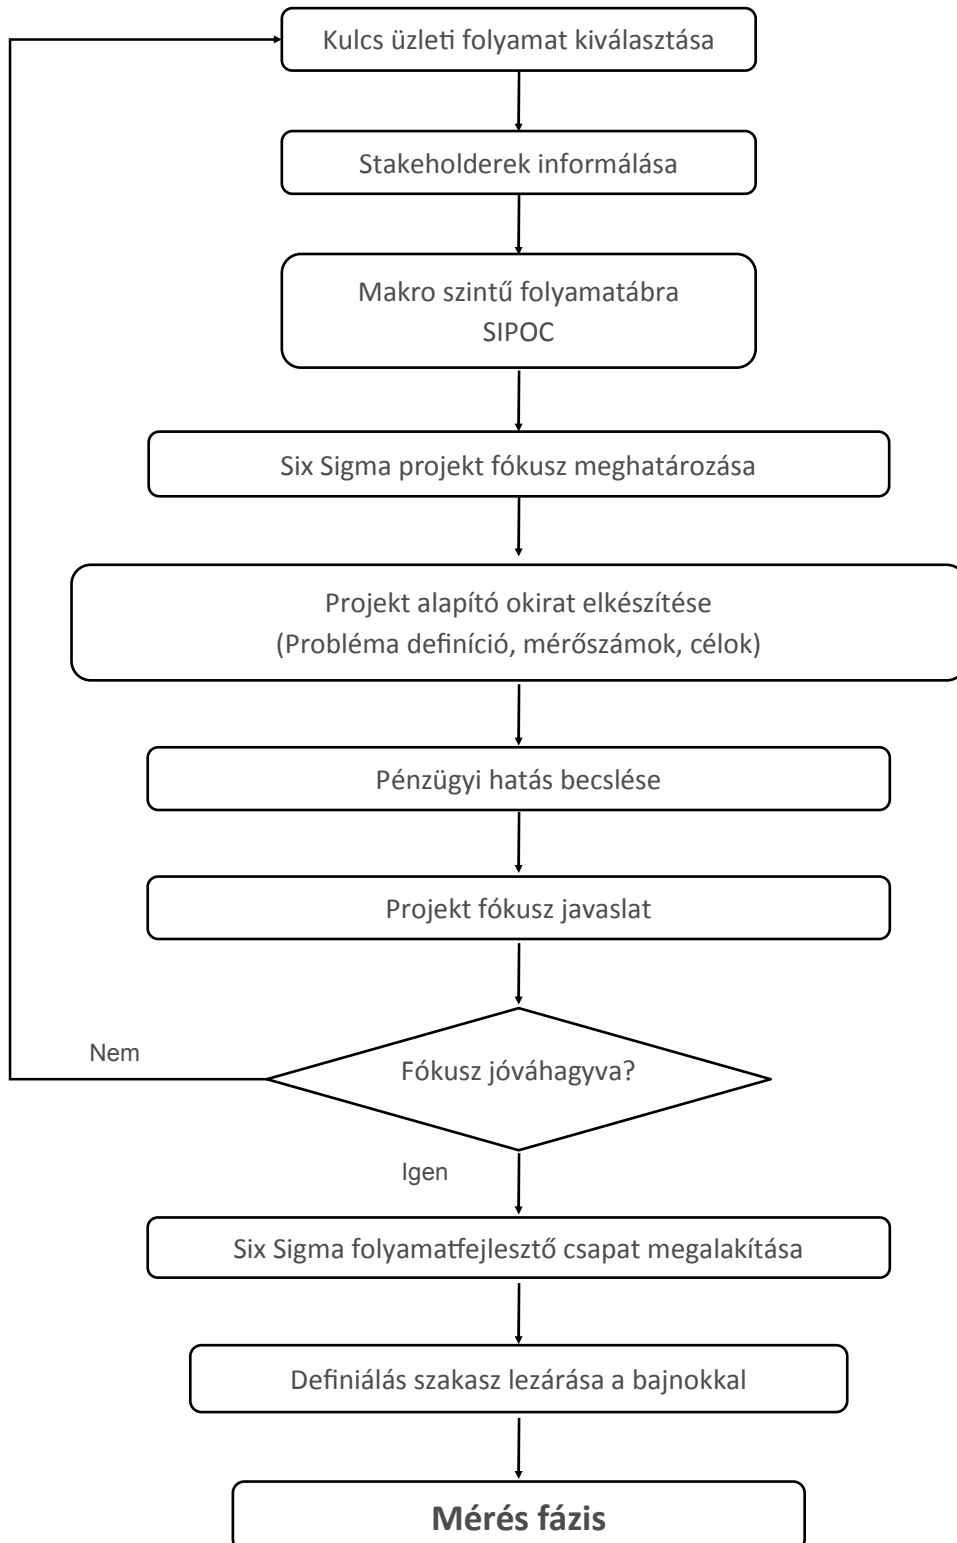 Kulcs üzleti folyamat kiválasztása
Stakeholderek informálása
Makro szintű folyamatábra
SIPOC
Six Sigma projekt fókusz meghatározása
Projekt alapító okirat elkészítése
(Probléma definíció, mérőszámok, célok)
Pénzügyi hatás becslése
Projekt fókusz javaslat
Nem
Fókusz jóváhagyva?
Igen
Six Sigma folyamatfejlesztő csapat megalakítása
Definiálás szakasz lezárása a bajnokkal
Mérés fázis